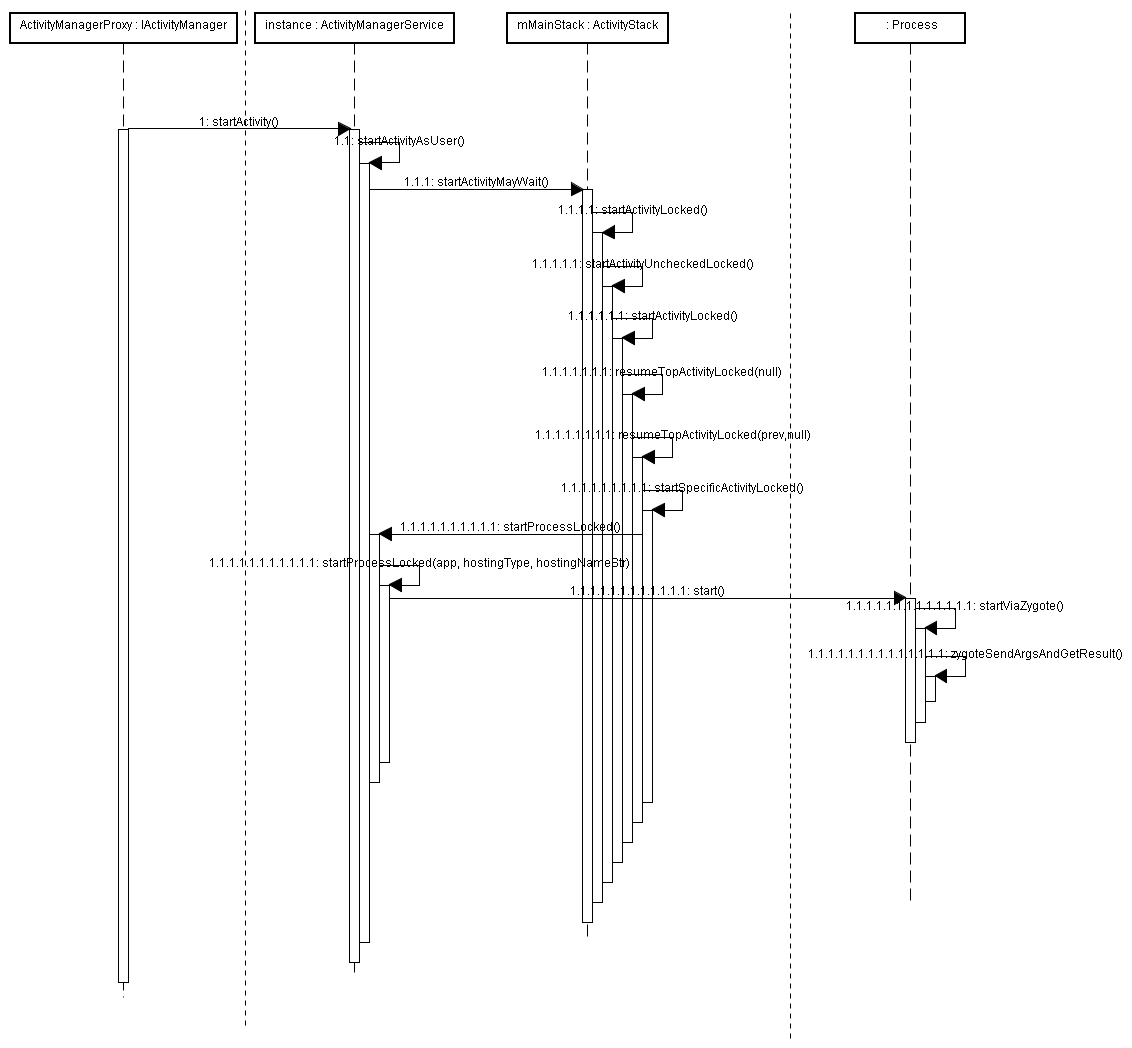 ActivityManagerProxy : IActivityManager
instance : ActivityManagerService
mMainStack : ActivityStack
: Process
1: startActivity()
1.1: startActivityAsUser()
1.1.1: startActivityMayWait()
1.1.1.1: startActivityLocked()
1.1.1.1.1: startActivityUncheckedLocked()
1.1.1.1.1.1: startActivityLocked()
1.1.1.1.1.1.1: resumeTopActivityLocked(null)
1.1.1.1.1.1.1.1: resumeTopActivityLocked(prev,null)
1.1.1.1.1.1.1.1.1: startSpecificActivityLocked()
1.1.1.1.1.1.1.1.1.1: startProcessLocked()
1.1.1.1.1.1.1.1.1.1.1: startProcessLocked(app, hostingType, hostingNameStr)
1.1.1.1.1.1.1.1.1.1.1.1: start()
1.1.1.1.1.1.1.1.1.1.1.1.1: startViaZygote()
1.1.1.1.1.1.1.1.1.1.1.1.1.1: zygoteSendArgsAndGetResult()